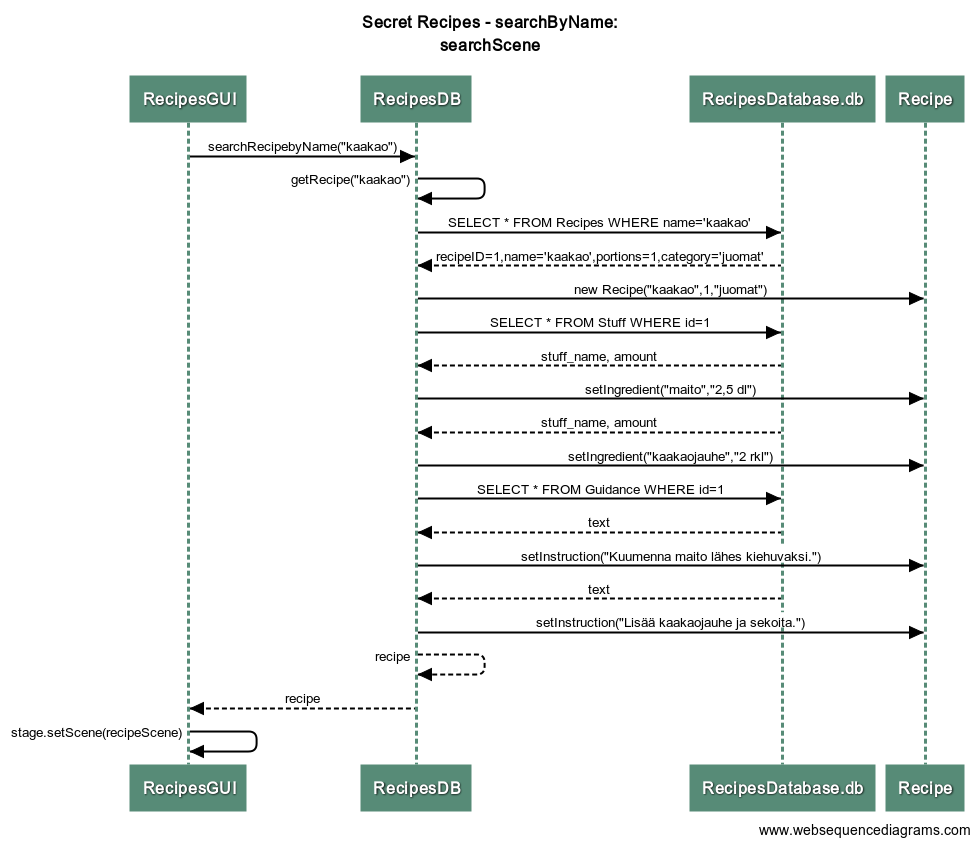 Secret Recipes - searchByName:
searchScene
RecipesGUI
RecipesDB
RecipesDatabase.db
Recipe
searchRecipebyName("kaakao")
getRecipe("kaakao")
SELECT * FROM Recipes WHERE name='kaakao'
recipeID=1,name='kaakao',portions=1,category='juomat'
new Recipe("kaakao",1,"juomat")
SELECT * FROM Stuff WHERE id=1
stuff_name, amount
setIngredient("maito","2,5 dl")
stuff_name, amount
setIngredient("kaakaojauhe","2 rkl")
SELECT * FROM Guidance WHERE id=1
text
setInstruction("Kuumenna maito lähes kiehuvaksi.")
text
setInstruction("Lisää kaakaojauhe ja sekoita.")
recipe
recipe
stage.setScene(recipeScene)
RecipesGUI
RecipesDB
RecipesDatabase.db
Recipe
www.websequencediagrams.com